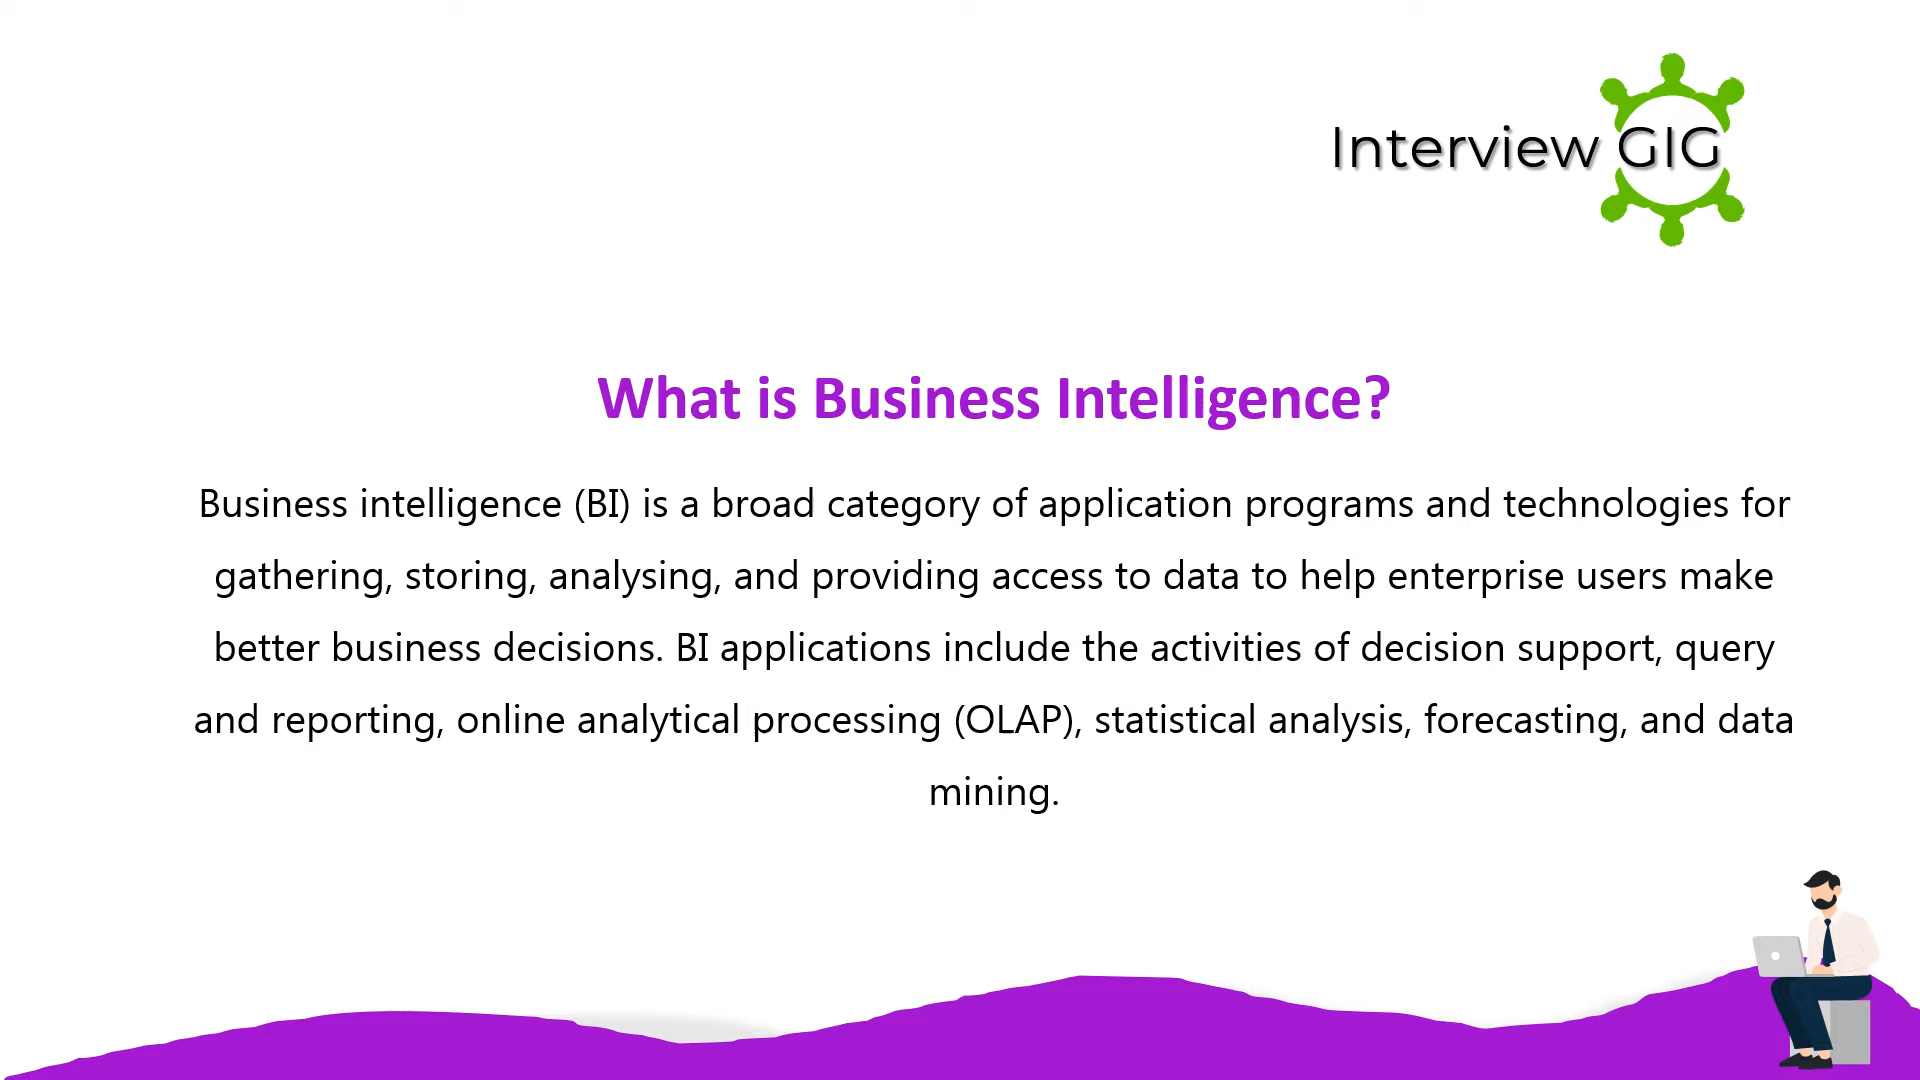 Interview GIG
What is Business Intelligence?
Business intelligence (BI) is a broad category of application programs and technologies for
gathering, storing, analysing, and providing access to data to help enterprise users make
better business decisions. BI applications include the activities of decision support, query
and reporting, online analytical processing (OLAP), statistical analysis, forecasting, and data
mining.